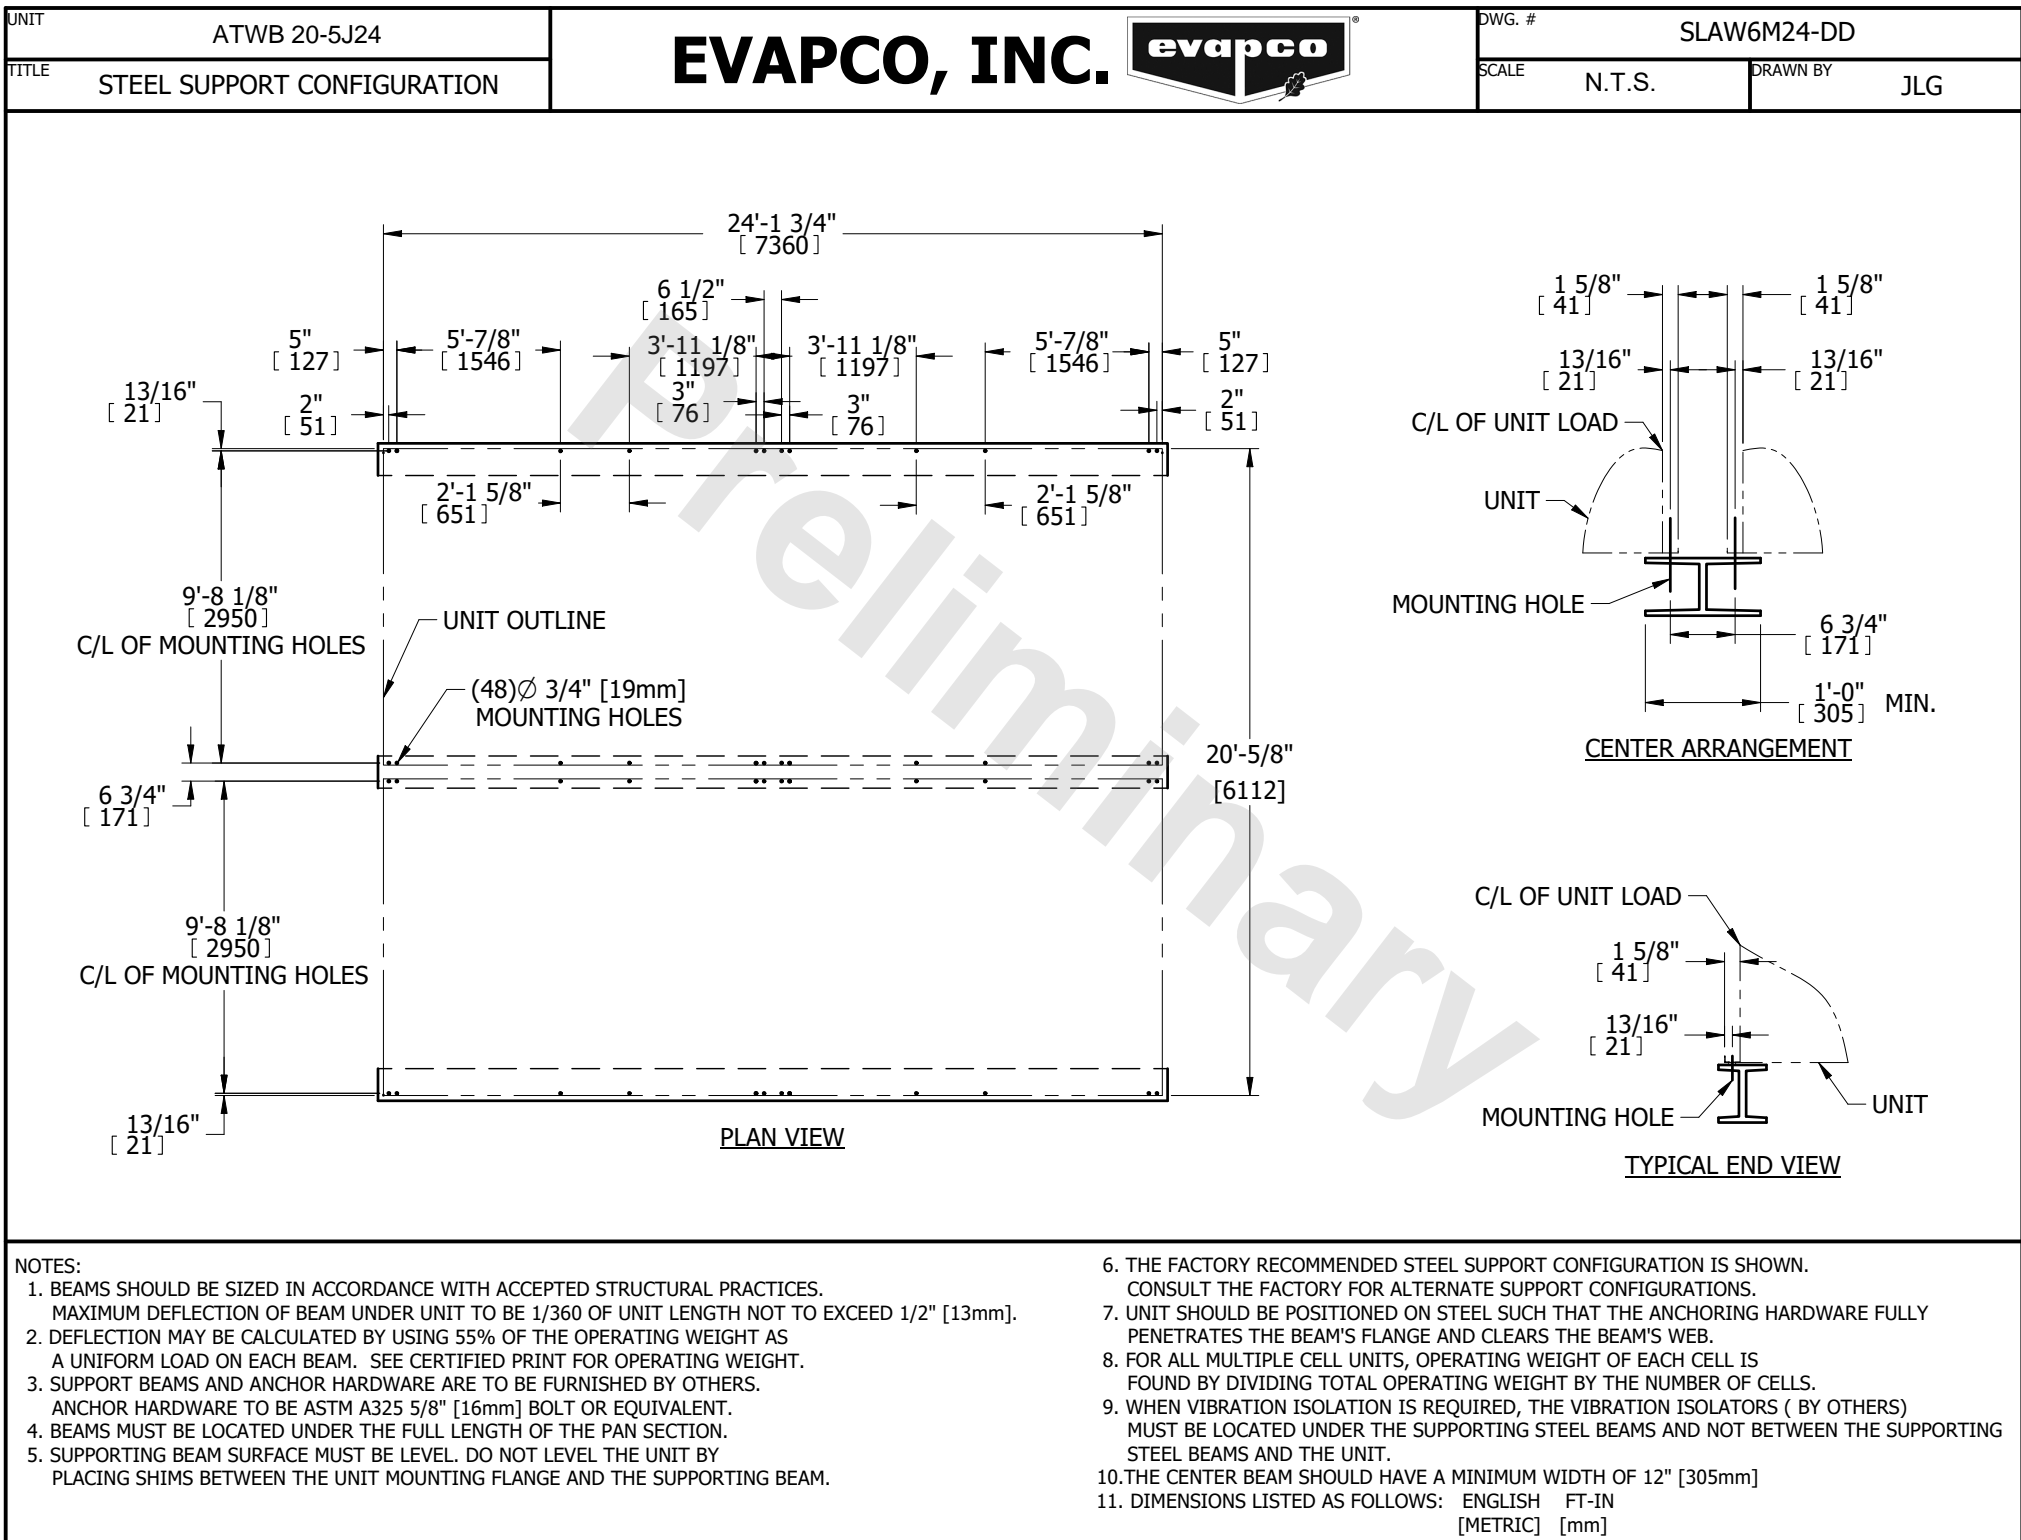 UNIT
ATWB 20-5J24
TITLE
STEEL SUPPORT CONFIGURATION
EVAPCO, INC.
evapco
®
DWG. #
SLAW6M24-DD
SCALE
N.T.S.
DRAWN BY
JLG
24'-1 3/4"
[ 7360 ]
6 1/2"
[ 165 ]
5"
[ 127 ]
5'-7/8"
[ 1546 ]
3'-11 1/8"
[ 1197 ]
3'-11 1/8"
[ 1197 ]
5'-7/8"
[ 1546 ]
5"
[ 127 ]
13/16"
[ 21 ]
2"
[ 51 ]
3"
[ 76 ]
3"
[ 76 ]
2"
[ 51 ]
2'-1 5/8"
[ 651 ]
2'-1 5/8"
[ 651 ]
9'-8 1/8"
[ 2950 ]
C/L OF MOUNTING HOLES
UNIT OUTLINE
(48)Ø 3/4" [19mm]
MOUNTING HOLES
6 3/4"
[ 171 ]
20'-5/8"
[6112]
9'-8 1/8"
[ 2950 ]
C/L OF MOUNTING HOLES
13/16"
[ 21 ]
PLAN VIEW
Preliminary
1 5/8"
[ 41 ]
1 5/8"
[ 41 ]
13/16"
[ 21 ]
13/16"
[ 21 ]
C/L OF UNIT LOAD
UNIT
MOUNTING HOLE
6 3/4"
[ 171 ]
1'-0"
[ 305 ]
MIN.
CENTER ARRANGEMENT
C/L OF UNIT LOAD
1 5/8"
[ 41 ]
13/16"
[ 21 ]
MOUNTING HOLE
UNIT
TYPICAL END VIEW
NOTES:
1. BEAMS SHOULD BE SIZED IN ACCORDANCE WITH ACCEPTED STRUCTURAL PRACTICES.
MAXIMUM DEFLECTION OF BEAM UNDER UNIT TO BE 1/360 OF UNIT LENGTH NOT TO EXCEED 1/2" [13mm].
2. DEFLECTION MAY BE CALCULATED BY USING 55% OF THE OPERATING WEIGHT AS
A UNIFORM LOAD ON EACH BEAM. SEE CERTIFIED PRINT FOR OPERATING WEIGHT.
3. SUPPORT BEAMS AND ANCHOR HARDWARE ARE TO BE FURNISHED BY OTHERS.
ANCHOR HARDWARE TO BE ASTM A325 5/8" [16mm] BOLT OR EQUIVALENT.
4. BEAMS MUST BE LOCATED UNDER THE FULL LENGTH OF THE PAN SECTION.
5. SUPPORTING BEAM SURFACE MUST BE LEVEL. DO NOT LEVEL THE UNIT BY
PLACING SHIMS BETWEEN THE UNIT MOUNTING FLANGE AND THE SUPPORTING BEAM.
6. THE FACTORY RECOMMENDED STEEL SUPPORT CONFIGURATION IS SHOWN.
CONSULT THE FACTORY FOR ALTERNATE SUPPORT CONFIGURATIONS.
7. UNIT SHOULD BE POSITIONED ON STEEL SUCH THAT THE ANCHORING HARDWARE FULLY
PENETRATES THE BEAM'S FLANGE AND CLEARS THE BEAM'S WEB.
8. FOR ALL MULTIPLE CELL UNITS, OPERATING WEIGHT OF EACH CELL IS
FOUND BY DIVIDING TOTAL OPERATING WEIGHT BY THE NUMBER OF CELLS.
9. WHEN VIBRATION ISOLATION IS REQUIRED, THE VIBRATION ISOLATORS ( BY OTHERS)
MUST BE LOCATED UNDER THE SUPPORTING STEEL BEAMS AND NOT BETWEEN THE SUPPORTING
STEEL BEAMS AND THE UNIT.
10.THE CENTER BEAM SHOULD HAVE A MINIMUM WIDTH OF 12" [305mm]
11. DIMENSIONS LISTED AS FOLLOWS: ENGLISH FT-IN
[METRIC] [mm]